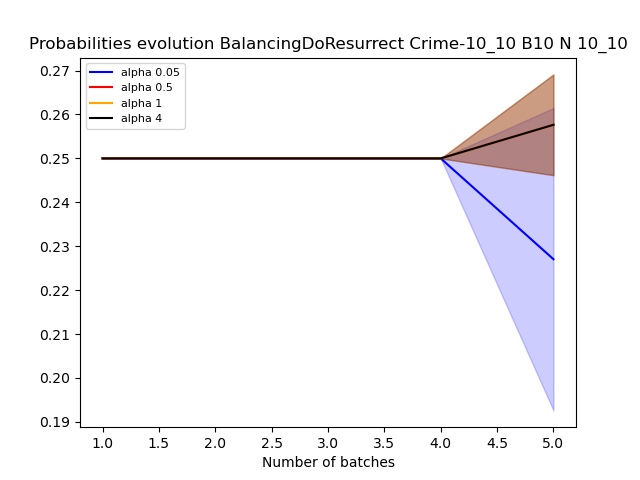 Probabilities evolution BalancingDoResurrect Crime-10_10 B10 N 10_10
alpha 0.05
alpha 0.5
alpha 1
alpha 4
0.27
0.26
0.25
0.24
0.23
0.22
0.21
0.20
0.19
1.0 1.5 2.0 2.5 3.0 3.5 4.0 4.5 5.0
Number of batches